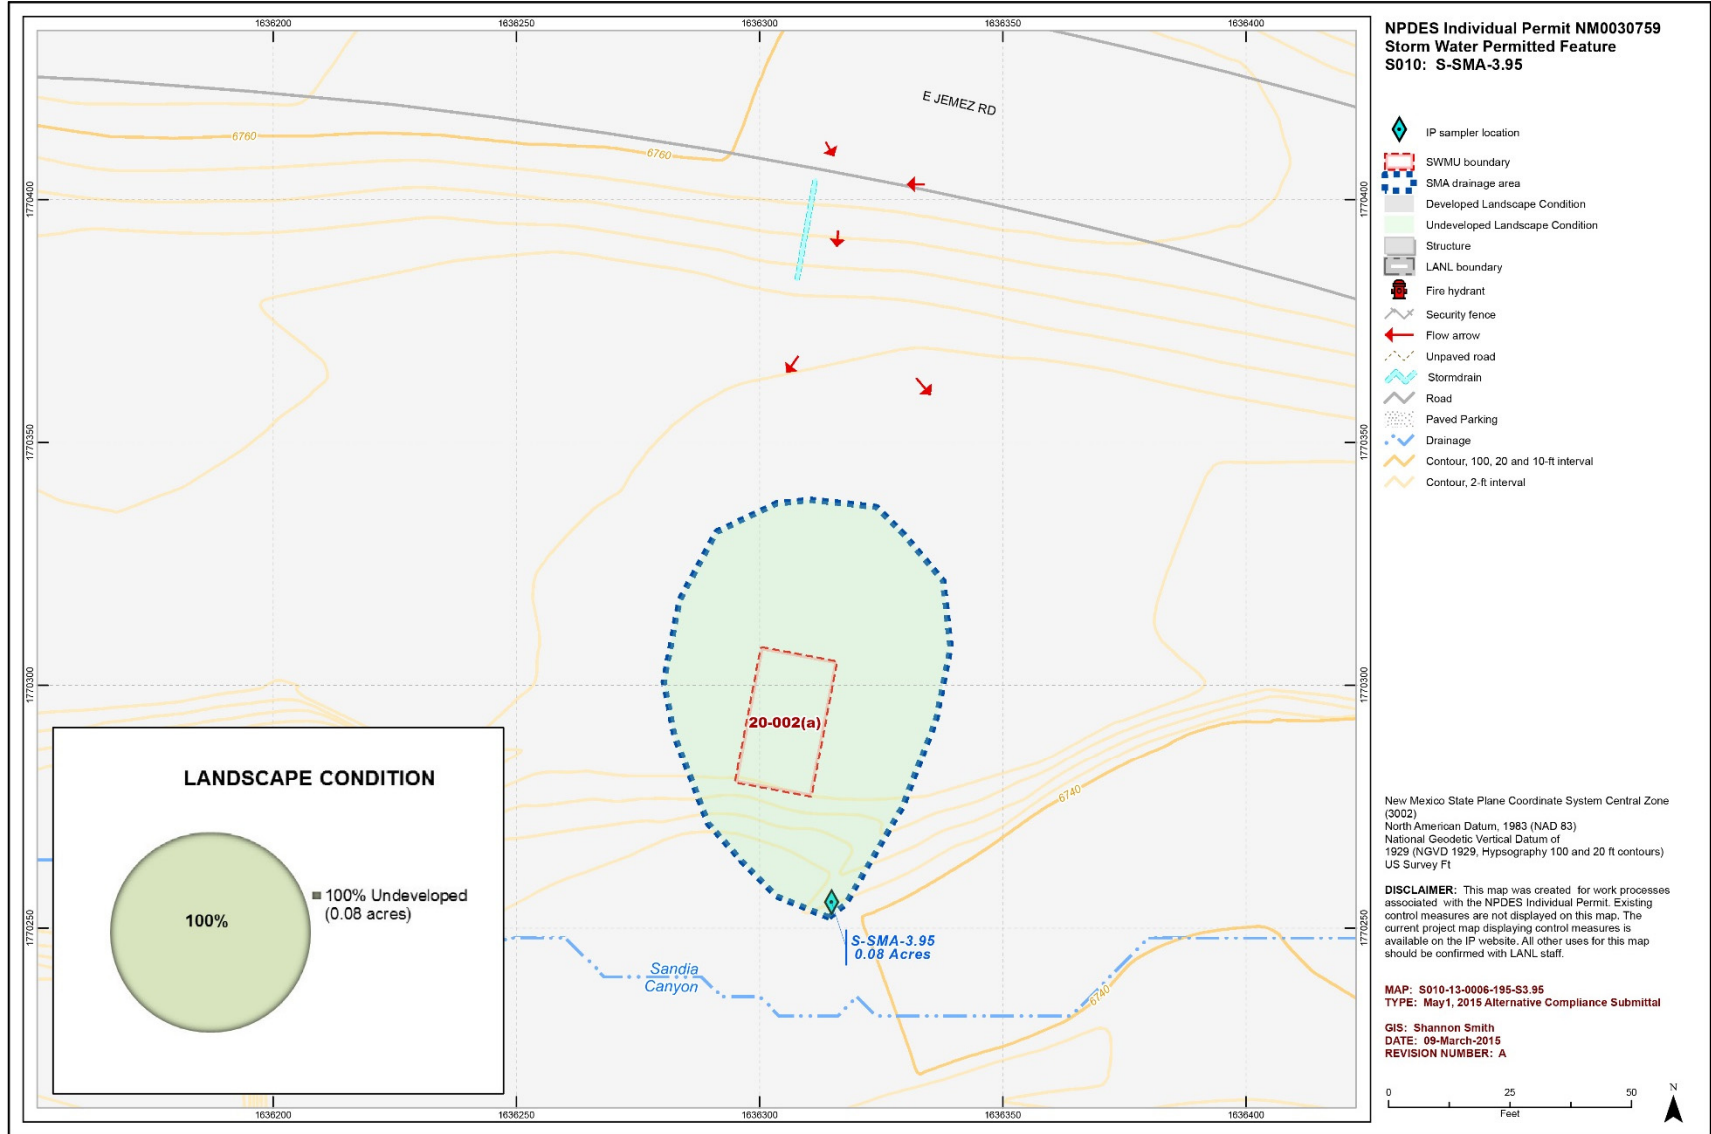 1636200
1636250
1636300
1636350
1636400
NPDES Individual Permit NM0030759
Storm Water Permitted Feature
S010: S-SMA-3.95
E JEMEZ RD
6760
6760
1770400
1770400
1770350
1770350
1770300
1770300
1770250
1770250
20-002(a)
6740
6740
S-SMA-3.95
0.08 Acres
Sandia
Canyon
LANDSCAPE CONDITION
100%
100% Undeveloped
(0.08 acres)
1636200
1636250
1636300
1636350
1636400
IP sampler location
SWMU boundary
SMA drainage area
Developed Landscape Condition
Undeveloped Landscape Condition
Structure
LANL boundary
Fire hydrant
Security fence
Flow arrow
Unpaved road
Stormdrain
Road
Paved Parking
Drainage
Contour, 100, 20 and 10-ft interval
Contour, 2-ft interval
New Mexico State Plane Coordinate System Central Zone
(3002)
North American Datum, 1983 (NAD 83)
National Geodetic Vertical Datum of
1929 (NGVD 1929, Hypsography 100 and 20 ft contours)
US Survey Ft
DISCLAIMER: This map was created for work processes
associated with the NPDES Individual Permit. Existing
control measures are not displayed on this map. The
current project map displaying control measures is
available on the IP website. All other uses for this map
should be confirmed with LANL staff.
MAP: S010-13-0006-195-S3.95
TYPE: May1, 2015 Alternative Compliance Submittal
GIS: Shannon Smith
DATE: 09-March-2015
REVISION NUMBER: A
0 25 50
Feet
N